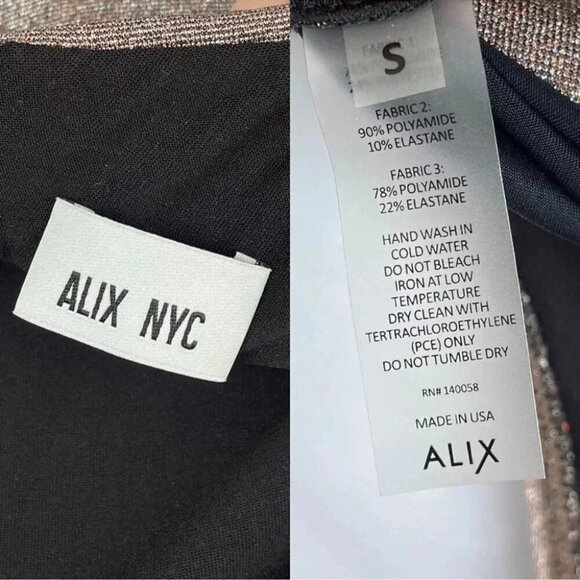 ALIX NYC
S
FABRIC 2:
90% POLYAMIDE
10% ELASTANE
FABRIC 3:
78% POLYAMIDE
22% ELASTANE
HAND WASH IN
COLD WATER
DO NOT BLEACH
IRON AT LOW
TEMPERATURE
DRY CLEAN WITH
TERTRACHLOROETHYLENE
(PCE) ONLY
DO NOT TUMBLE DRY
RN# 140058
MADE IN USA
ALIX